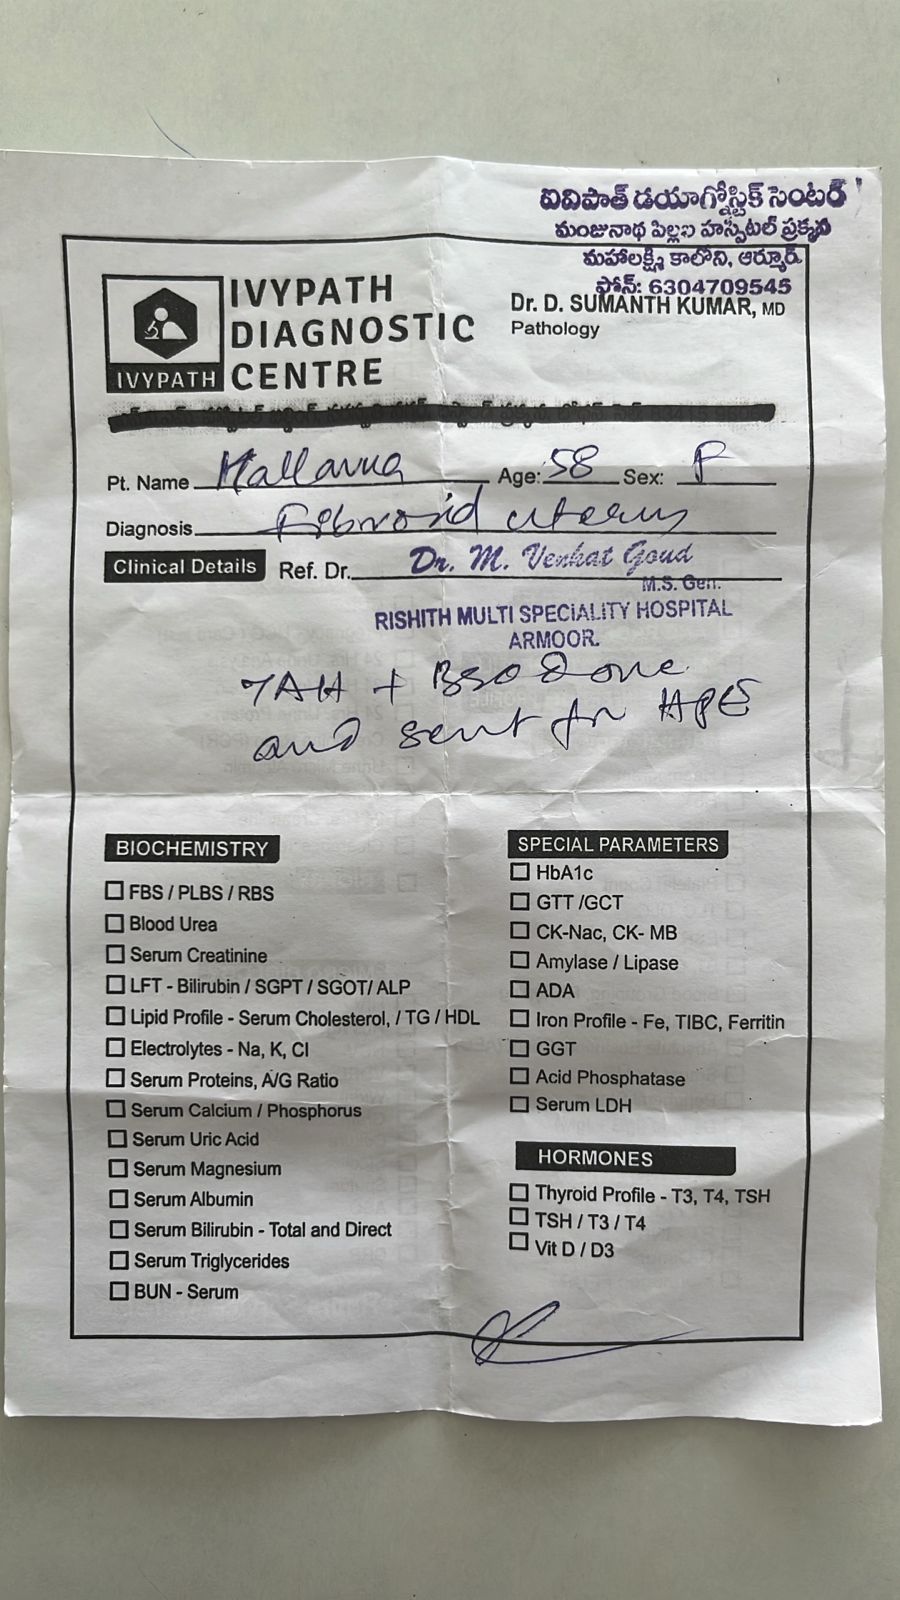 ఐవిపాత్ డయాగ్నోస్టిక్ సెంటర్
మంజునాథ పిల్లల హాస్పిటల్ ప్రక్కన
మహాలక్ష్మి కాలోని, ఆర్మూర్.
ఫోన్: 6304709545
IVYPATH
DIAGNOSTIC
CENTRE
IVYPATH
Dr. D. SUMANTH KUMAR, MD
Pathology
Pt. Name Age: 58 Sex: F
Diagnosis Fibroid uterus
Clinical Details Ref. Dr. Dr. M. Venkat Goud
M.S. Gen.
RISHITH MULTI SPECIALITY HOSPITAL
ARMOOR.
TAH + BSO Done
and sent for HPE
BIOCHEMISTRY
FBS / PLBS / RBS
Blood Urea
Serum Creatinine
LFT - Bilirubin / SGPT / SGOT/ ALP
Lipid Profile - Serum Cholesterol, / TG / HDL
Electrolytes - Na, K, Cl
Serum Proteins, A/G Ratio
Serum Calcium / Phosphorus
Serum Uric Acid
Serum Magnesium
Serum Albumin
Serum Bilirubin - Total and Direct
Serum Triglycerides
BUN - Serum
SPECIAL PARAMETERS
HbA1c
GTT /GCT
CK-Nac, CK- MB
Amylase / Lipase
ADA
Iron Profile - Fe, TIBC, Ferritin
GGT
Acid Phosphatase
Serum LDH
HORMONES
Thyroid Profile - T3, T4, TSH
TSH / T3 / T4
Vit D / D3